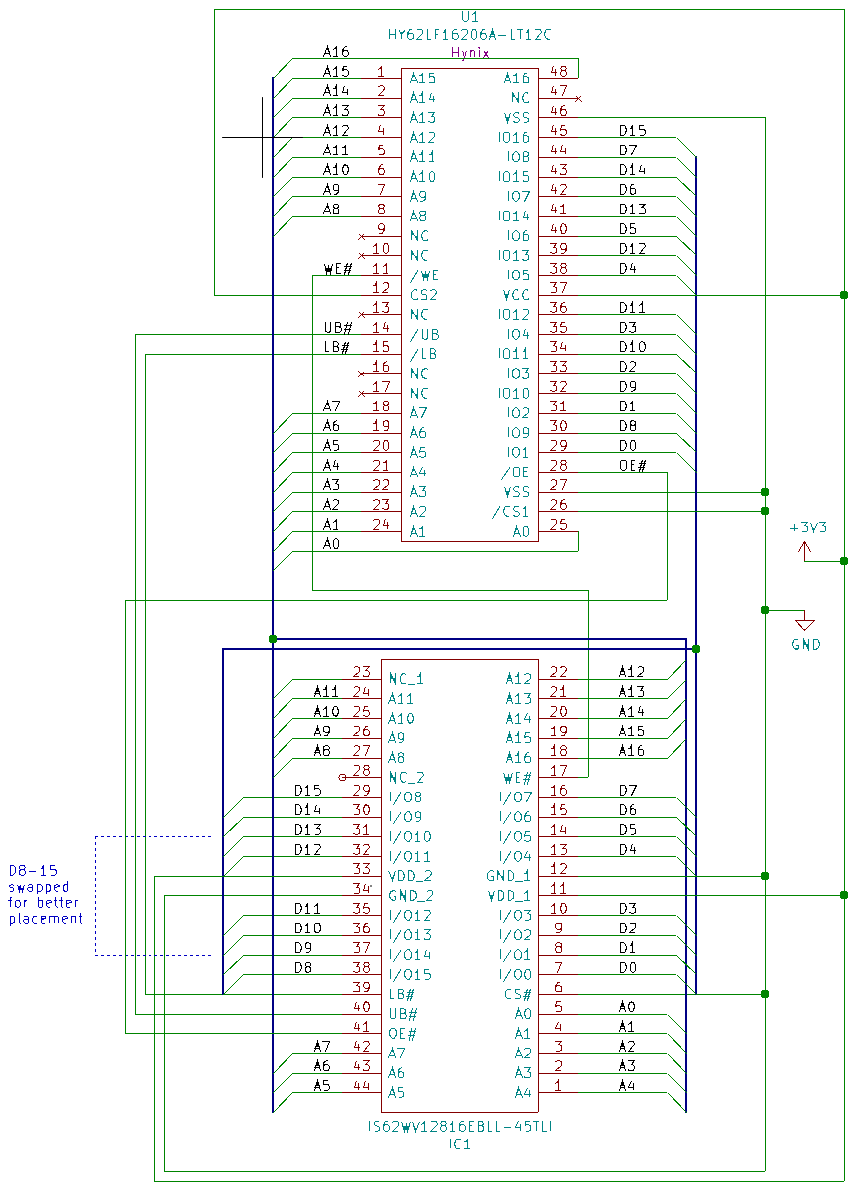 U1
HY62LF16206A-LT12C
Hynix
A16
A15 1 A15 A16 48
A14 2 A14 NC 47
A13 3 A13 VSS 46
A12 4 A12 IO16 45 D15
A11 5 A11 IO8 44 D7
A10 6 A10 IO15 43 D14
A9 7 A9 IO7 42 D6
A8 8 A8 IO14 41 D13
9 NC IO6 40 D5
10 NC IO13 39 D12
WE# 11 /WE IO5 38 D4
12 CS2 VCC 37
13 NC IO12 36 D11
UB# 14 /UB IO4 35 D3
LB# 15 /LB IO11 34 D10
16 NC IO3 33 D2
17 NC IO10 32 D9
A7 18 A7 IO2 31 D1
A6 19 A6 IO9 30 D8
A5 20 A5 IO1 29 D0
A4 21 A4 /OE 28 OE#
A3 22 A3 VSS 27
A2 23 A2 /CS1 26
A1 24 A1 A0 25
A0
+3V3
GND
23 NC_1 A12 22 A12
A11 24 A11 A13 21 A13
A10 25 A10 A14 20 A14
A9 26 A9 A15 19 A15
A8 27 A8 A16 18 A16
28 NC_2 WE# 17
D15 29 I/O8 I/O7 16 D7
D14 30 I/O9 I/O6 15 D6
D13 31 I/O10 I/O5 14 D5
D12 32 I/O11 I/O4 13 D4
33 VDD_2 GND_1 12
34 GND_2 VDD_1 11
D11 35 I/O12 I/O3 10 D3
D10 36 I/O13 I/O2 9 D2
D9 37 I/O14 I/O1 8 D1
D8 38 I/O15 I/O0 7 D0
39 LB# CS# 6
40 UB# A0 5 A0
41 OE# A1 4 A1
A7 42 A7 A2 3 A2
A6 43 A6 A3 2 A3
A5 44 A5 A4 1 A4
D8-15
swapped
for better
placement
IS62WV12816EBLL-45TLI
IC1